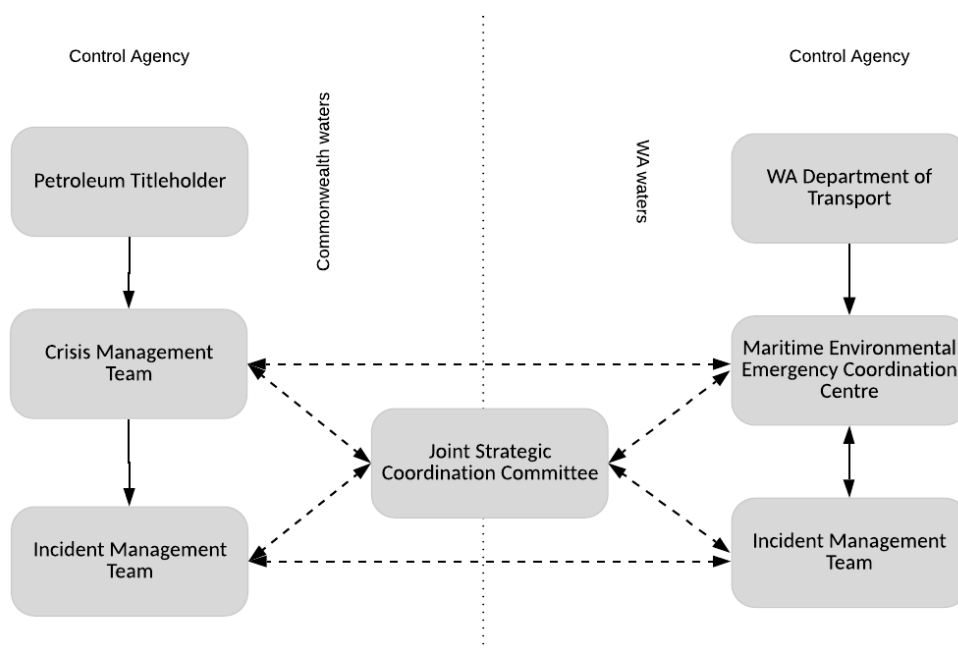 Control Agency
Control Agency
Commonwealth waters
WA waters
Petroleum Titleholder
WA Department of
Transport
Crisis Management
Team
Maritime Environmental
Emergency Coordination
Centre
Joint Strategic
Coordination Committee
Incident Management
Team
Incident Management
Team